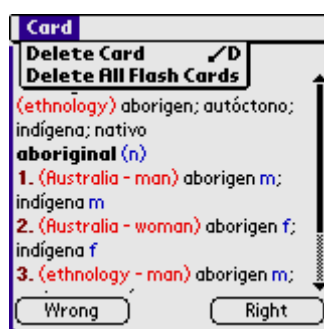 Card
Delete Card ✓D
Delete All Flash Cards
(ethnology) aborigen; autóctono;
indígena; nativo
aboriginal (n)
1. (Australia - man) aborigen m;
indígena m
2. (Australia - woman) aborigen f;
indígena f
3. (ethnology - man) aborigen m;
Wrong
Right